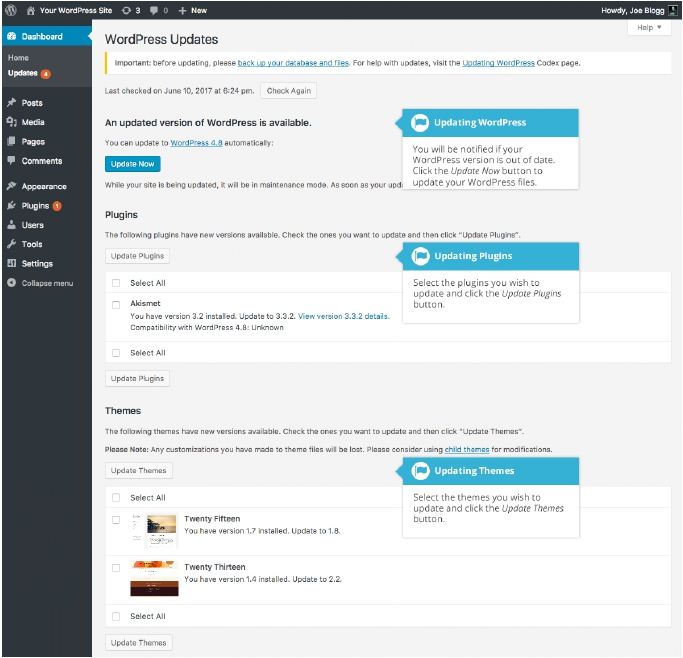 Your WordPress Site 3 0 + New
Howdy, Joe Blogg
Help ▼
Dashboard
Home
Updates 4
Posts
Media
Pages
Comments
Appearance
Plugins 1
Users
Tools
Settings
Collapse menu
WordPress Updates
Important: before updating, please back up your database and files. For help with updates, visit the Updating WordPress Codex page.
Last checked on June 10, 2017 at 6:24 pm. Check Again
An updated version of WordPress is available.
You can update to WordPress 4.8 automatically:
Update Now
While your site is being updated, it will be in maintenance mode. As soon as your
Updating WordPress
You will be notified if your
WordPress version is out of date.
Click the Update Now button to
update your WordPress files.
Plugins
The following plugins have new versions available. Check the ones you want to update and then click "Update Plugins".
Update Plugins
Updating Plugins
Select the plugins you wish to
update and click the Update Plugins
button.
Select All
Akismet
You have version 3.2 installed. Update to 3.3.2. View version 3.3.2 details.
Compatibility with WordPress 4.8: Unknown
Select All
Update Plugins
Themes
The following themes have new versions available. Check the ones you want to update and then click "Update Themes".
Please Note: Any customizations you have made to theme files will be lost. Please consider using child themes for modifications.
Update Themes
Updating Themes
Select the themes you wish to
update and click the Update Themes
button.
Select All
Twenty Fifteen
You have version 1.7 installed. Update to 1.8.
Twenty Thirteen
You have version 1.4 installed. Update to 2.2.
Select All
Update Themes